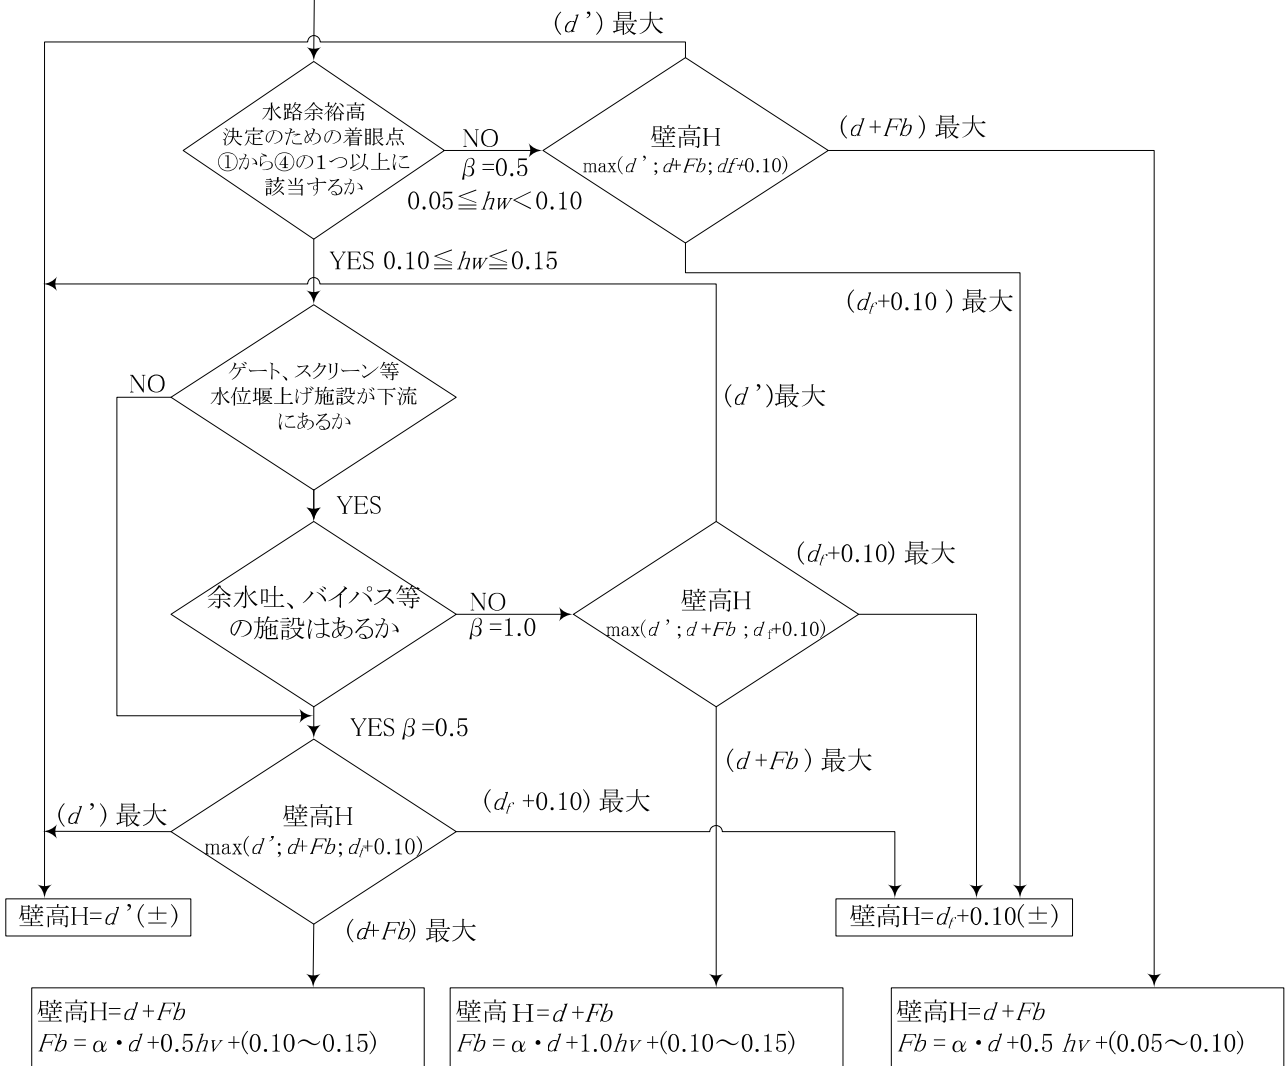 (d’) 最大
水路余裕高
決定のための着眼点
①から④の1つ以上に
該当するか
NO
β=0.5
0.05≦hw<0.10
壁高H
max(d’; d+Fb; df+0.10)
(d+Fb) 最大
YES 0.10≦hw≦0.15
(df+0.10) 最大
ゲート、スクリーン等
水位堰上げ施設が下流
にあるか
NO
(d’)最大
YES
余水吐、バイパス等
の施設はあるか
NO
β=1.0
壁高H
max(d’; d+Fb; df+0.10)
(df+0.10) 最大
YES β=0.5
(d+Fb) 最大
(d’) 最大
壁高H
max(d’; d+Fb; df+0.10)
(df+0.10) 最大
壁高H=d’(±)
壁高H=df+0.10(±)
(d+Fb) 最大
壁高H=d+Fb
Fb=α・d+0.5hv+(0.10～0.15)
壁高H=d+Fb
Fb=α・d+1.0hv+(0.10～0.15)
壁高H=d+Fb
Fb=α・d+0.5 hv+(0.05～0.10)